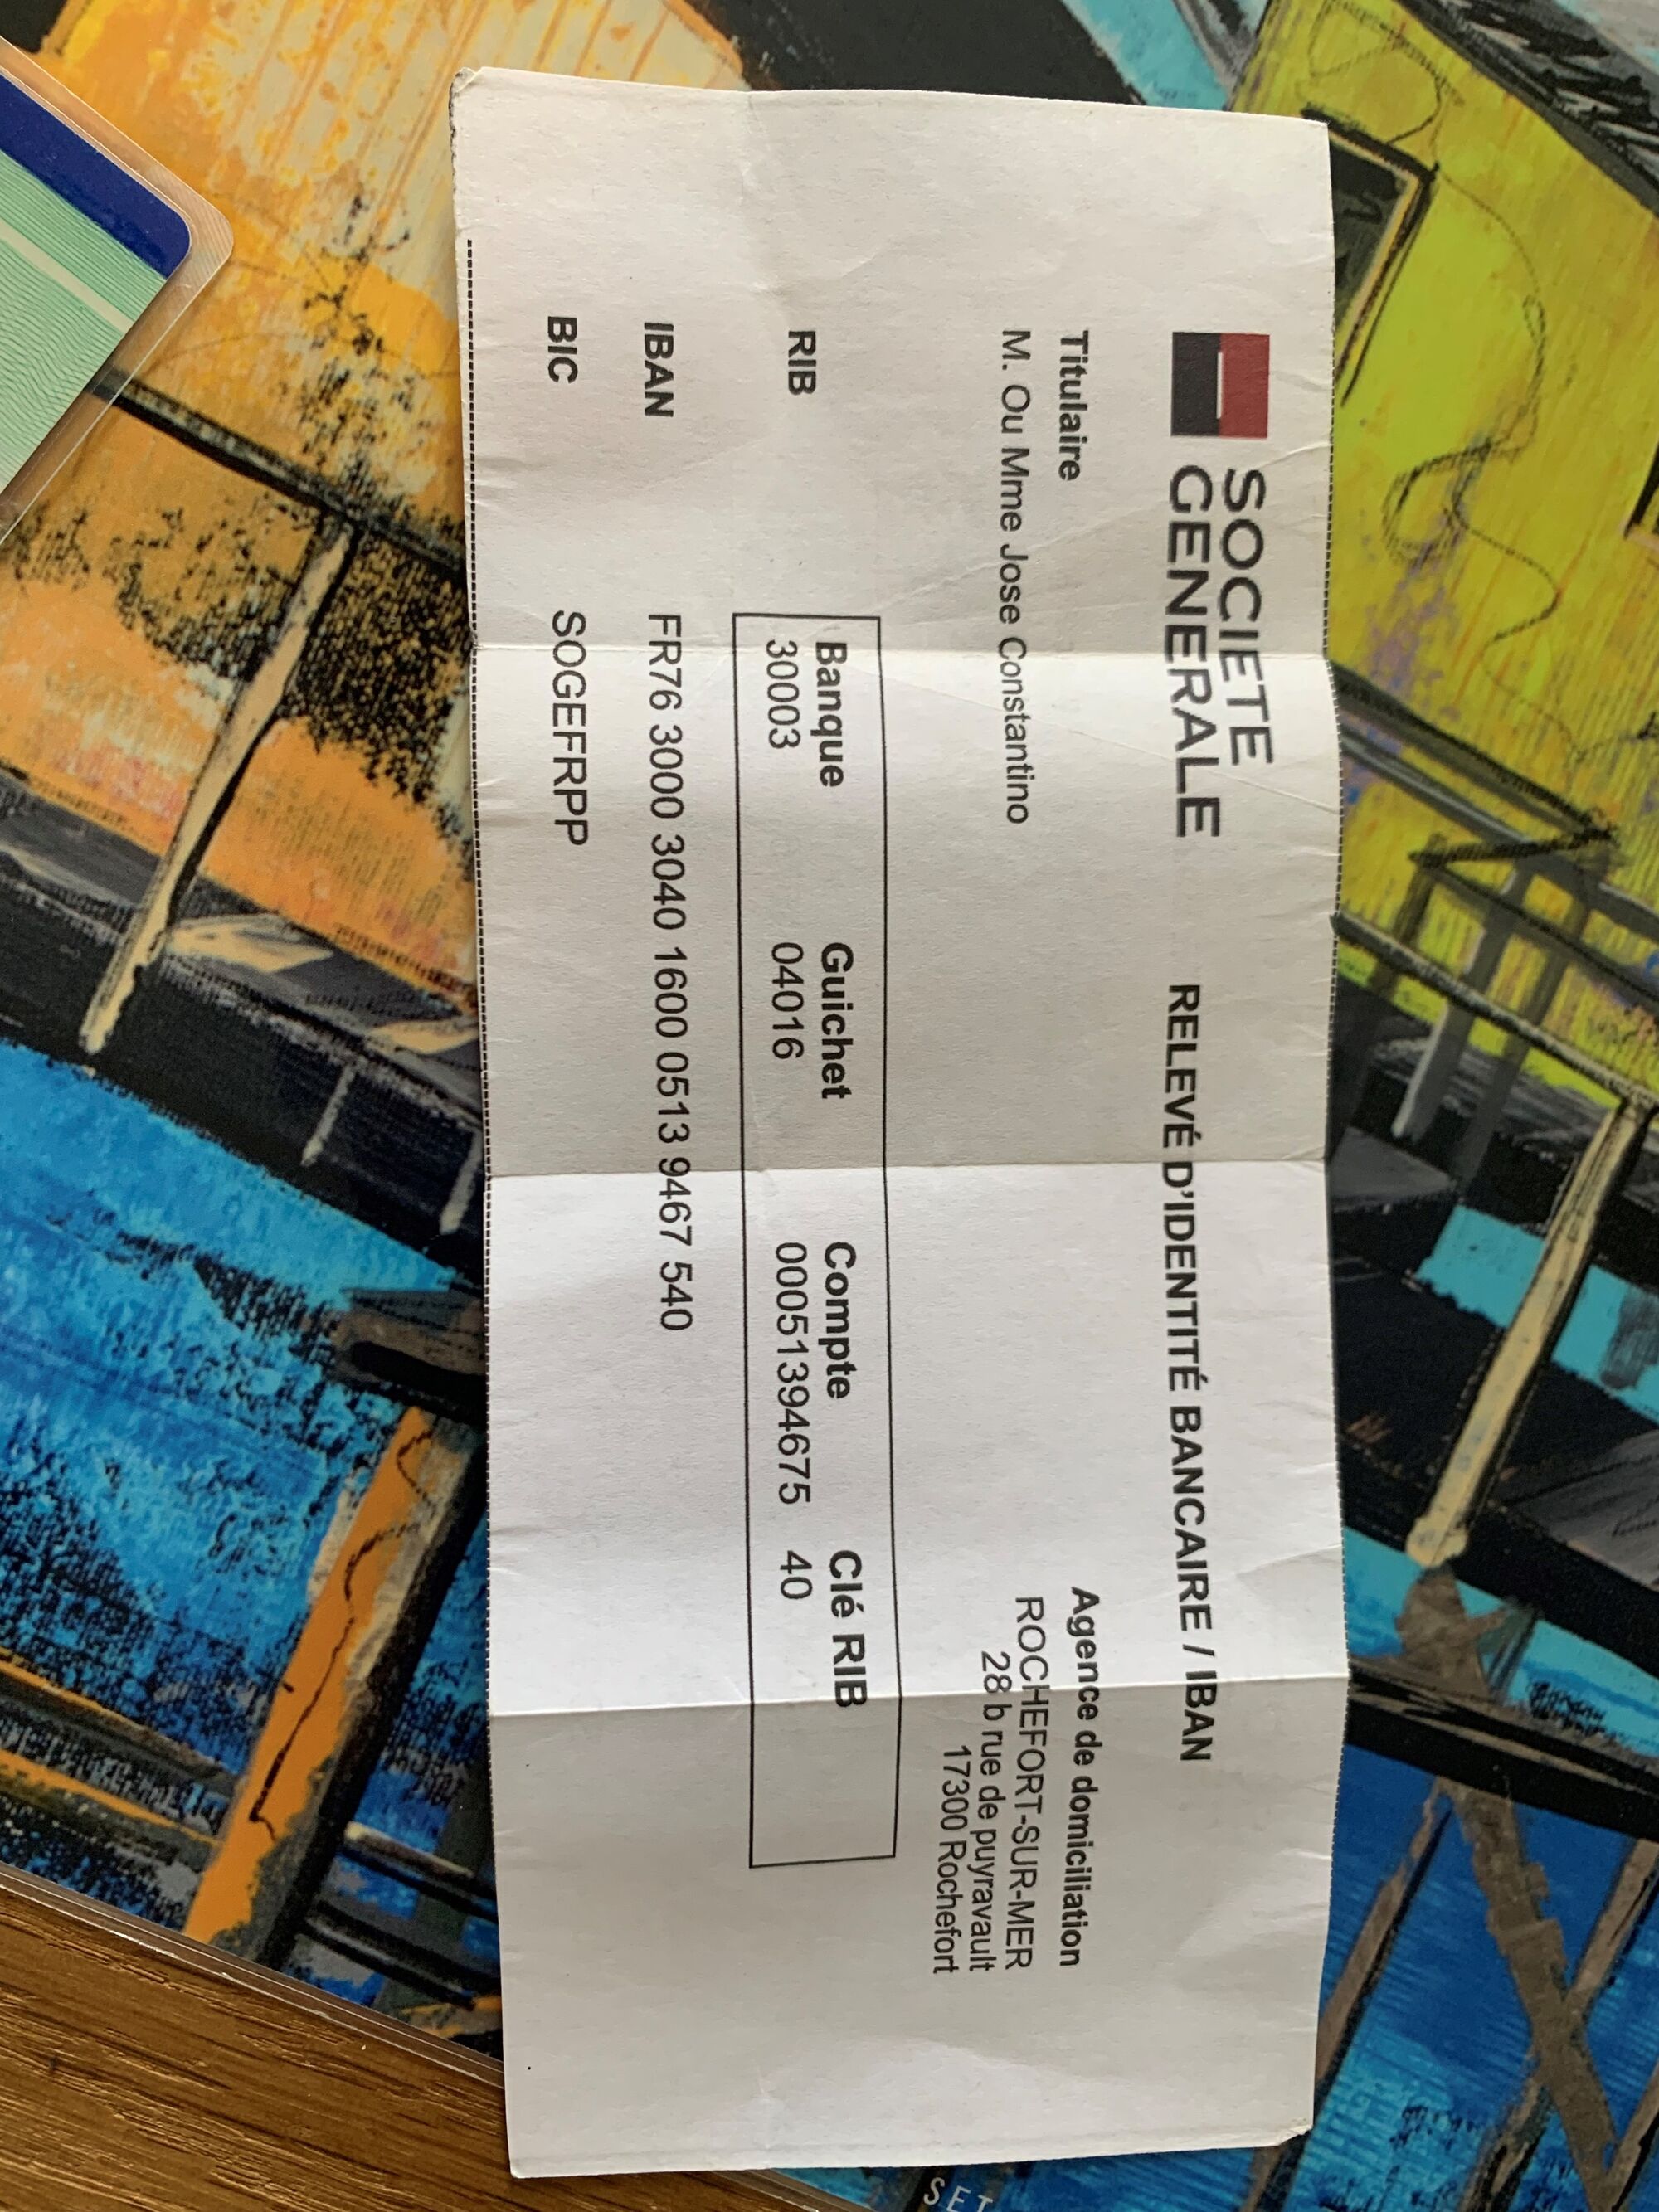 SOCIETE
GENERALE
RELEVÉ D'IDENTITÉ BANCAIRE / IBAN
Titulaire
M. Ou Mme Jose Constantino
Agence de domiciliation
ROCHEFORT-SUR-MER
28 b rue de puyravault
17300 Rochefort
RIB
Banque Guichet Compte Clé RIB
30003 04016 00051394675 40
IBAN FR76 3000 3040 1600 0513 9467 540
BIC SOGEFRPP
SET